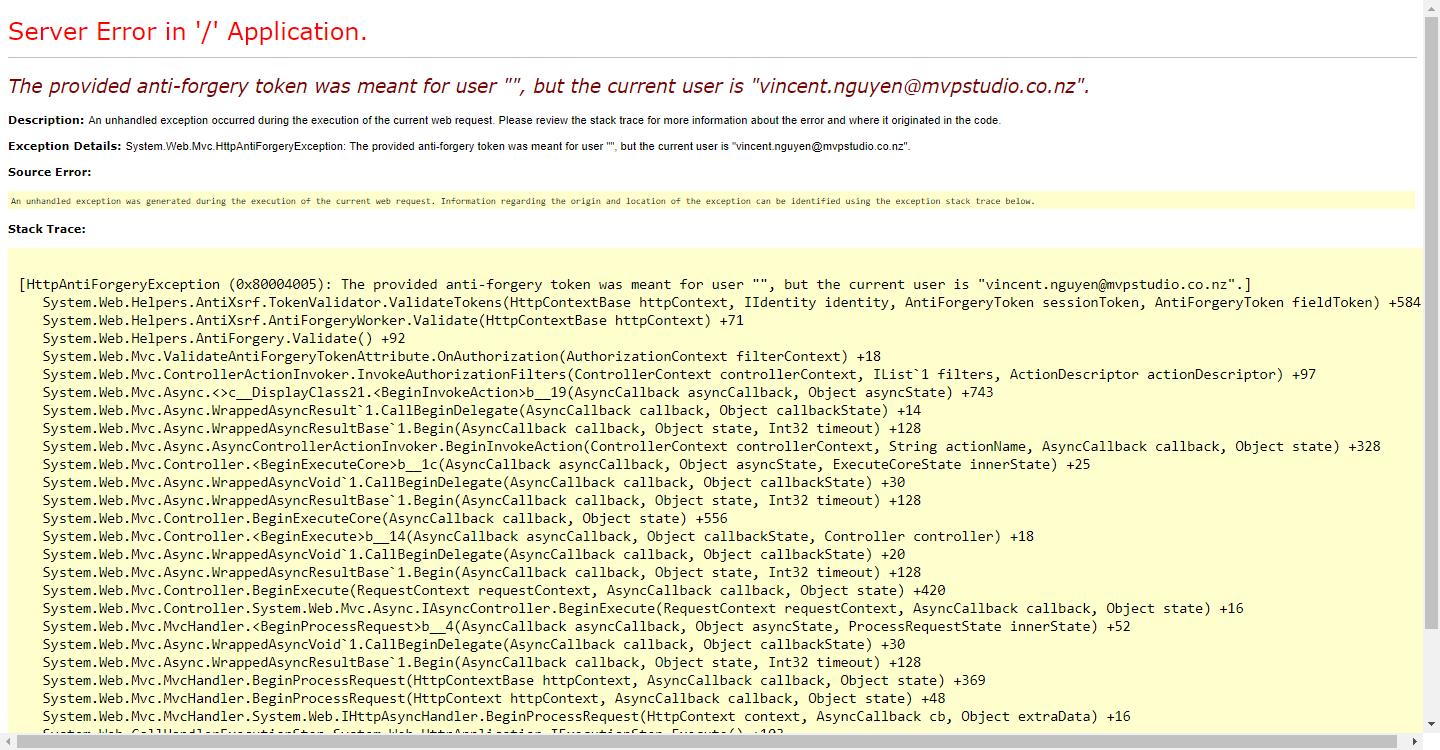 Server Error in '/' Application.
The provided anti-forgery token was meant for user "", but the current user is "vincent.nguyen@mvpstudio.co.nz".
Description: An unhandled exception occurred during the execution of the current web request. Please review the stack trace for more information about the error and where it originated in the code.
Exception Details: System.Web.Mvc.HttpAntiForgeryException: The provided anti-forgery token was meant for user "", but the current user is "vincent.nguyen@mvpstudio.co.nz".
Source Error:
An unhandled exception was generated during the execution of the current web request. Information regarding the origin and location of the exception can be identified using the exception stack trace below.
Stack Trace:
[HttpAntiForgeryException (0x80004005): The provided anti-forgery token was meant for user "", but the current user is "vincent.nguyen@mvpstudio.co.nz".]
System.Web.Helpers.AntiXsrf.TokenValidator.ValidateTokens(HttpContextBase httpContext, IIdentity identity, AntiForgeryToken sessionToken, AntiForgeryToken fieldToken) +584
System.Web.Helpers.AntiXsrf.AntiForgeryWorker.Validate(HttpContextBase httpContext) +71
System.Web.Helpers.AntiForgery.Validate() +92
System.Web.Mvc.ValidateAntiForgeryTokenAttribute.OnAuthorization(AuthorizationContext filterContext) +18
System.Web.Mvc.ControllerActionInvoker.InvokeAuthorizationFilters(ControllerContext controllerContext, IList`1 filters, ActionDescriptor actionDescriptor) +97
System.Web.Mvc.Async.<>c__DisplayClass21.<BeginInvokeAction>b__19(AsyncCallback asyncCallback, Object asyncState) +743
System.Web.Mvc.Async.WrappedAsyncResult`1.CallBeginDelegate(AsyncCallback callback, Object callbackState) +14
System.Web.Mvc.Async.WrappedAsyncResultBase`1.Begin(AsyncCallback callback, Object state, Int32 timeout) +128
System.Web.Mvc.Async.AsyncControllerActionInvoker.BeginInvokeAction(ControllerContext controllerContext, String actionName, AsyncCallback callback, Object state) +328
System.Web.Mvc.Controller.<BeginExecuteCore>b__1c(AsyncCallback asyncCallback, Object asyncState, ExecuteCoreState innerState) +25
System.Web.Mvc.Async.WrappedAsyncVoid`1.CallBeginDelegate(AsyncCallback callback, Object callbackState) +30
System.Web.Mvc.Async.WrappedAsyncResultBase`1.Begin(AsyncCallback callback, Object state, Int32 timeout) +128
System.Web.Mvc.Controller.BeginExecuteCore(AsyncCallback callback, Object state) +556
System.Web.Mvc.Controller.<BeginExecute>b__14(AsyncCallback asyncCallback, Object callbackState, Controller controller) +18
System.Web.Mvc.Async.WrappedAsyncVoid`1.CallBeginDelegate(AsyncCallback callback, Object callbackState) +20
System.Web.Mvc.Async.WrappedAsyncResultBase`1.Begin(AsyncCallback callback, Object state, Int32 timeout) +128
System.Web.Mvc.Controller.BeginExecute(RequestContext requestContext, AsyncCallback callback, Object state) +420
System.Web.Mvc.Controller.System.Web.Mvc.Async.IAsyncController.BeginExecute(RequestContext requestContext, AsyncCallback callback, Object state) +16
System.Web.Mvc.MvcHandler.<BeginProcessRequest>b__4(AsyncCallback asyncCallback, Object asyncState, ProcessRequestState innerState) +52
System.Web.Mvc.Async.WrappedAsyncVoid`1.CallBeginDelegate(AsyncCallback callback, Object callbackState) +30
System.Web.Mvc.Async.WrappedAsyncResultBase`1.Begin(AsyncCallback callback, Object state, Int32 timeout) +128
System.Web.Mvc.MvcHandler.BeginProcessRequest(HttpContextBase httpContext, AsyncCallback callback, Object state) +369
System.Web.Mvc.MvcHandler.BeginProcessRequest(HttpContext httpContext, AsyncCallback callback, Object state) +48
System.Web.Mvc.MvcHandler.System.Web.IHttpAsyncHandler.BeginProcessRequest(HttpContext context, AsyncCallback cb, Object extraData) +16